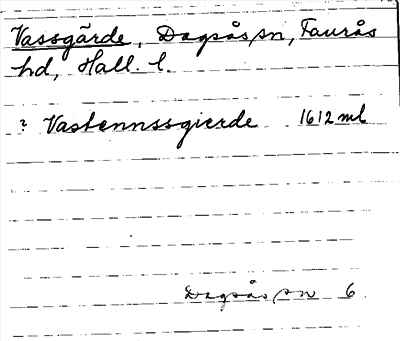 Vassgärde, Dagsås sn, Faurås
hd, Hall. l.
? Vastennssgierde 1612 ml
Dagsås sn 6